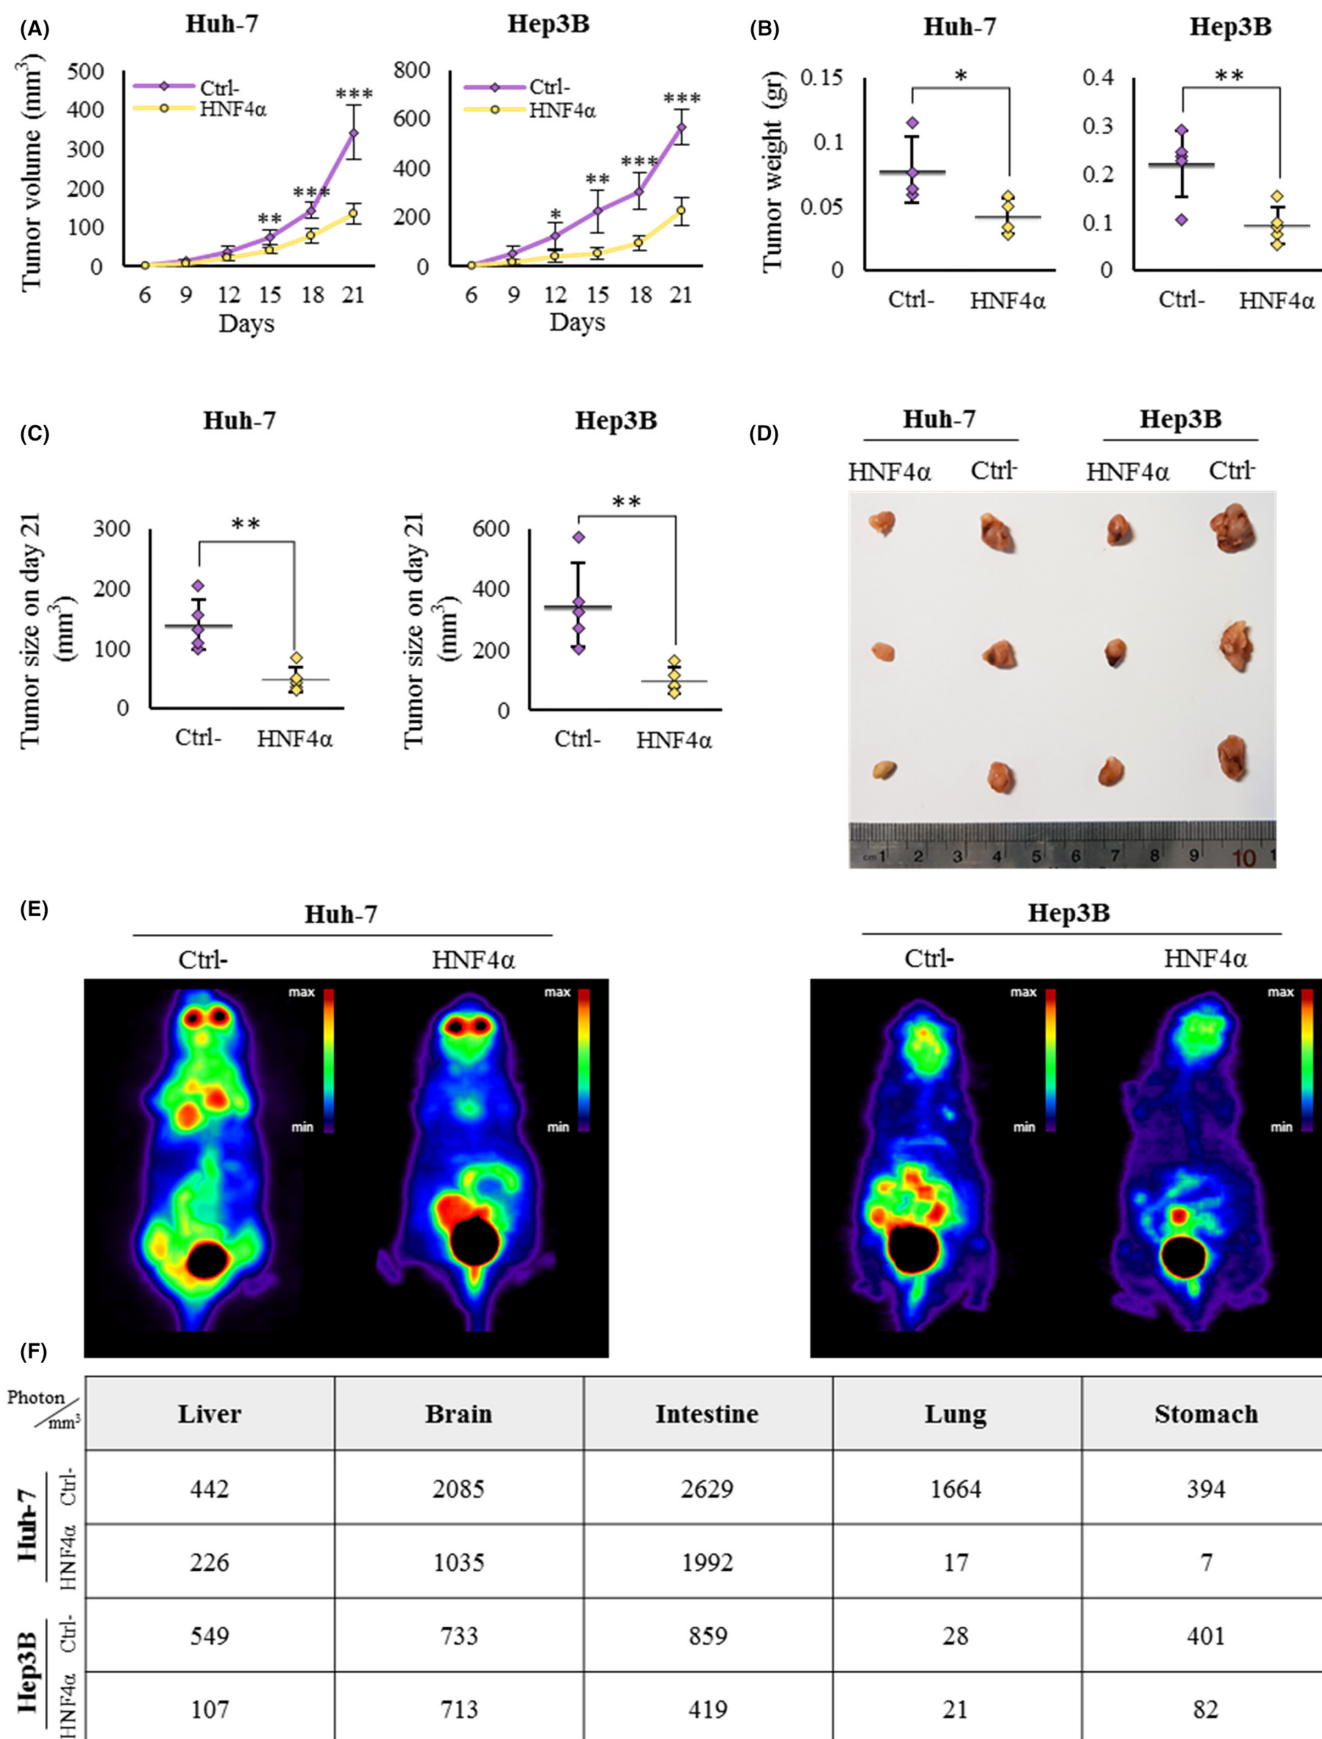 (A)
Huh-7
Hep3B
Tumor volume (mm³)
500
400
300
200
100
0
Ctrl-
HNF4α
**
***
***
6 9 12 15 18 21
Days
800
600
400
200
0
Ctrl-
HNF4α
*
**
***
***
6 9 12 15 18 21
Days
(B)
Huh-7
Hep3B
Tumor weight (gr)
0.15
0.1
0.05
0
*
Ctrl- HNF4α
0.4
0.3
0.2
0.1
0
**
Ctrl- HNF4α
(C)
Huh-7
Hep3B
Tumor size on day 21
(mm³)
300
200
100
0
**
Ctrl- HNF4α
Tumor size on day 21
(mm³)
600
400
200
0
**
Ctrl- HNF4α
(D)
Huh-7 Hep3B
HNF4α Ctrl- HNF4α Ctrl-
cm 1 2 3 4 5 6 7 8 9 10 1
(E)
Huh-7
Ctrl- HNF4α
max
min
max
min
Hep3B
Ctrl- HNF4α
max
min
max
min
(F)
Photon/mm³ Liver Brain Intestine Lung Stomach
Huh-7
Ctrl- 442 2085 2629 1664 394
HNF4α 226 1035 1992 17 7
Hep3B
Ctrl- 549 733 859 28 401
HNF4α 107 713 419 21 82